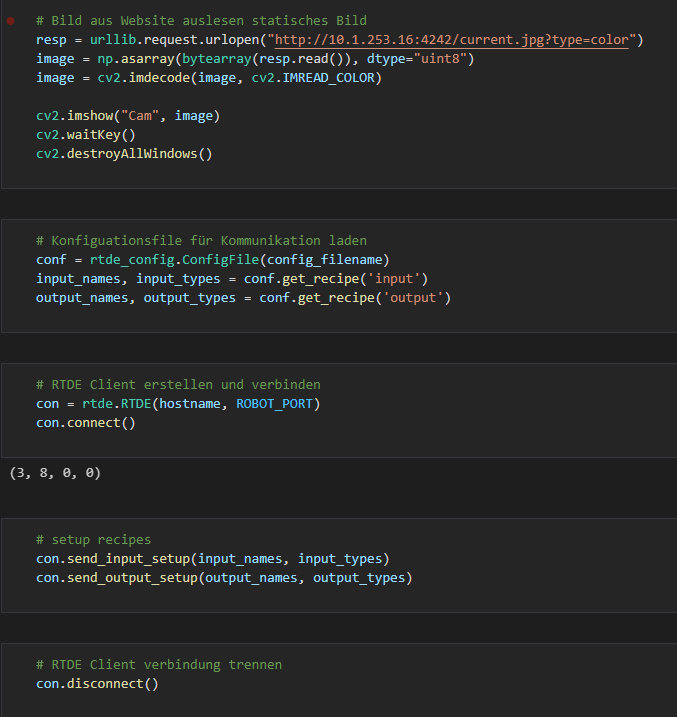 # Bild aus Website auslesen statisches Bild
resp = urllib.request.urlopen("http://10.1.253.16:4242/current.jpg?type=color")
image = np.asarray(bytearray(resp.read()), dtype="uint8")
image = cv2.imdecode(image, cv2.IMREAD_COLOR)
cv2.imshow("Cam", image)
cv2.waitKey()
cv2.destroyAllWindows()
# Konfiguationsfile für Kommunikation laden
conf = rtde_config.ConfigFile(config_filename)
input_names, input_types = conf.get_recipe('input')
output_names, output_types = conf.get_recipe('output')
# RTDE Client erstellen und verbinden
con = rtde.RTDE(hostname, ROBOT_PORT)
con.connect()
(3, 8, 0, 0)
# setup recipes
con.send_input_setup(input_names, input_types)
con.send_output_setup(output_names, output_types)
# RTDE Client verbindung trennen
con.disconnect()